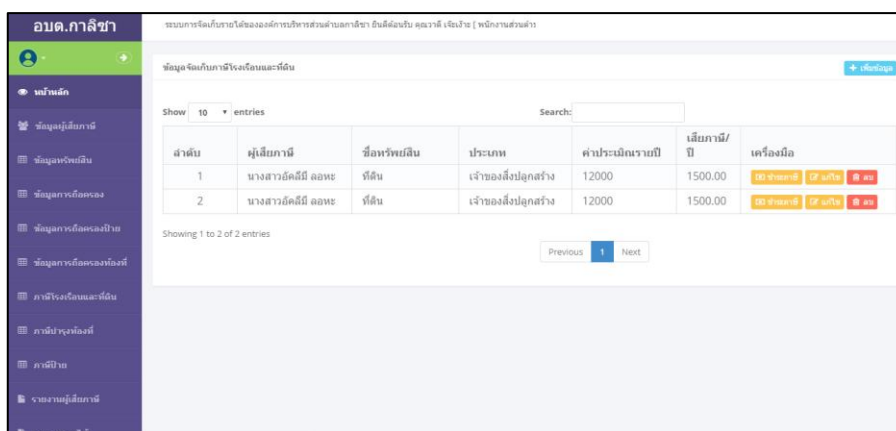 อบต.กาลิซา
ระบบการจัดเก็บรายได้ขององค์การบริหารส่วนตำบลกาลิซา ยินดีต้อนรับ คุณวาตี เจ๊ะเง๊าะ [ พนักงานส่วนตำบ
ข้อมูลจัดเก็บภาษีโรงเรือนและที่ดิน
+ เพิ่มข้อมูล
หน้าหลัก
ข้อมูลผู้เสียภาษี
ข้อมูลทรัพย์สิน
ข้อมูลการถือครอง
ข้อมูลการถือครองป้าย
ข้อมูลการถือครองท้องที่
ภาษีโรงเรือนและที่ดิน
ภาษีบำรุงท้องที่
ภาษีป้าย
รายงานผู้เสียภาษี
Show 10 entries
Search:
ลำดับ ผู้เสียภาษี ชื่อทรัพย์สิน ประเภท ค่าประเมินรายปี เสียภาษี/ปี เครื่องมือ
1 นางสาวอัคลีมี ลอหะ ที่ดิน เจ้าของสิ่งปลูกสร้าง 12000 1500.00 ชำระภาษี แก้ไข ลบ
2 นางสาวอัคลีมี ลอหะ ที่ดิน เจ้าของสิ่งปลูกสร้าง 12000 1500.00 ชำระภาษี แก้ไข ลบ
Showing 1 to 2 of 2 entries
Previous 1 Next